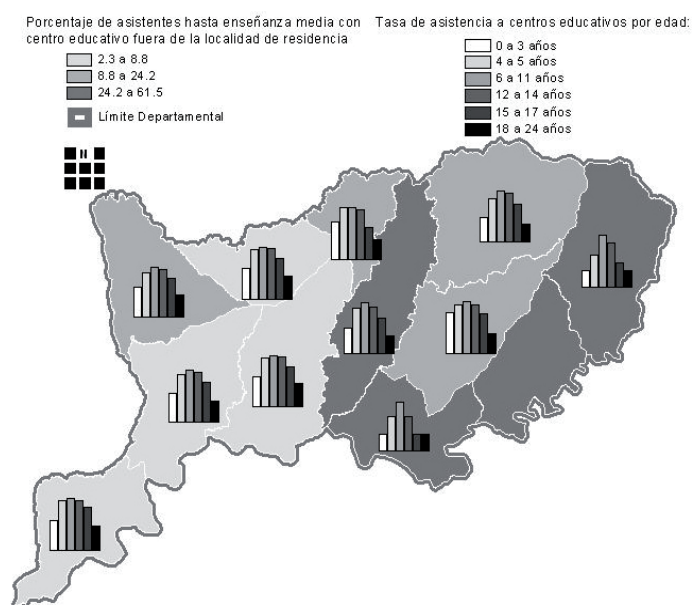 Porcentaje de asistentes hasta enseñanza media con
centro educativo fuera de la localidad de residencia
2.3 a 8.8
8.8 a 24.2
24.2 a 61.5
Límite Departamental
Tasa de asistencia a centros educativos por edad:
0 a 3 años
4 a 5 años
6 a 11 años
12 a 14 años
15 a 17 años
18 a 24 años